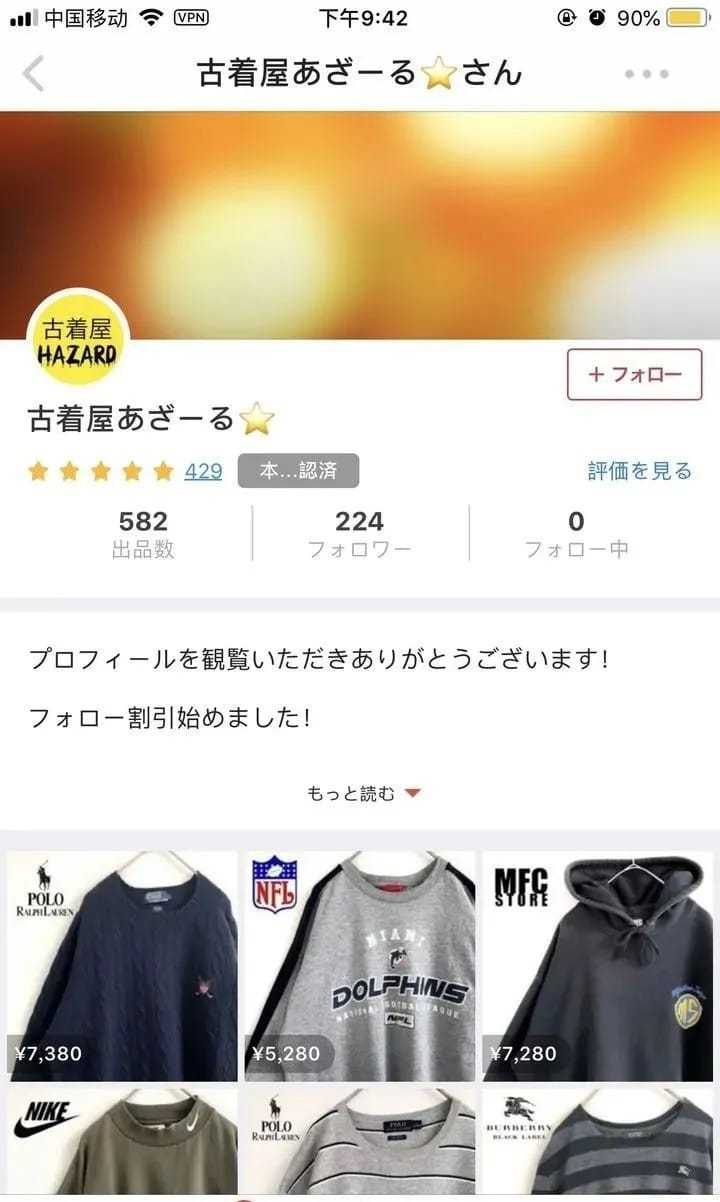 中国移动 VPN 下午9:42 90%
古着屋あざーる⭐さん
古着屋
HAZARD
+ フォロー
古着屋あざーる⭐
429 本...認済 評価を見る
582 224 0
出品数 フォロワー フォロー中
プロフィールを観覧いただきありがとうございます!
フォロー割引始めました!
もっと読む
POLO
RALPH LAUREN
¥7,380
NFL
MIAMI
DOLPHINS
NATIONAL FOOTBALL LEAGUE
NFL
¥5,280
MFC
STORE
MS
¥7,280
NIKE
POLO
RALPH LAUREN
POLO
BURBERRY
BLACK LABEL